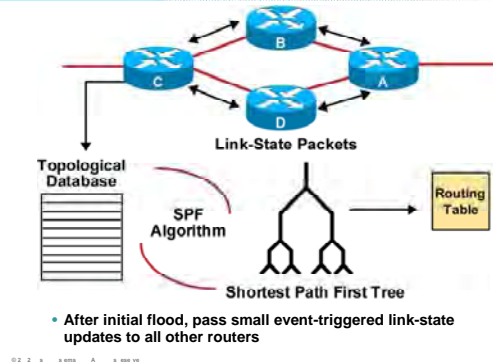 B
C
A
D
Link-State Packets
Topological
Database
SPF
Algorithm
Routing
Table
Shortest Path First Tree
• After initial flood, pass small event-triggered link-state
updates to all other routers